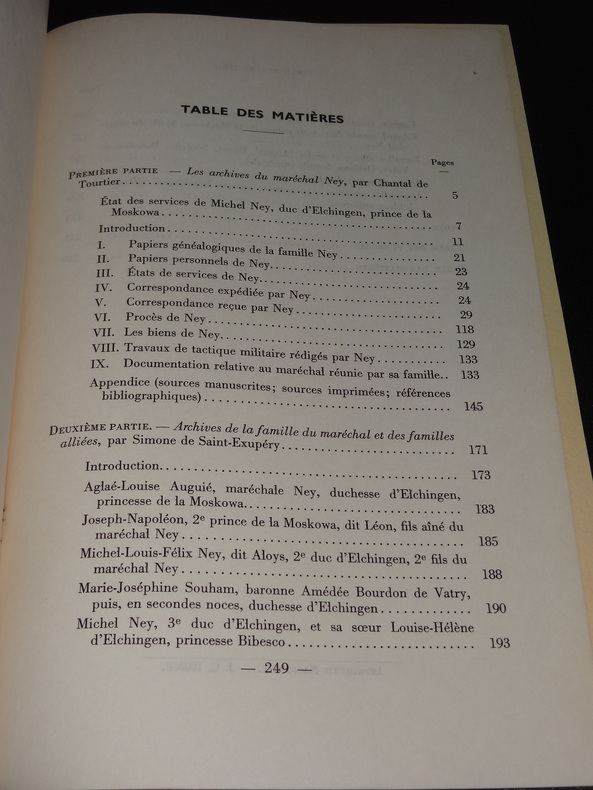 TABLE DES MATIÈRES
Pages
PREMIÈRE PARTIE — Les archives du maréchal Ney, par Chantal de
Tourtier. . . . . . . . . . . . . . . . . . . . . . . . . . . . . . . . . . . . . . . . 5
État des services de Michel Ney, duc d'Elchingen, prince de la
Moskowa . . . . . . . . . . . . . . . . . . . . . . . . . . . . . . . . . . . . 7
Introduction . . . . . . . . . . . . . . . . . . . . . . . . . . . . . . . . . . . 11
I. Papiers généalogiques de la famille Ney . . . . . . . . . . . . . 21
II. Papiers personnels de Ney. . . . . . . . . . . . . . . . . . . . . . . 23
III. États de services de Ney. . . . . . . . . . . . . . . . . . . . . . . . 24
IV. Correspondance expédiée par Ney . . . . . . . . . . . . . . . . . 24
V. Correspondance reçue par Ney . . . . . . . . . . . . . . . . . . . . 29
VI. Procès de Ney . . . . . . . . . . . . . . . . . . . . . . . . . . . . . . . 118
VII. Les biens de Ney. . . . . . . . . . . . . . . . . . . . . . . . . . . . . . 129
VIII. Travaux de tactique militaire rédigés par Ney . . . . . . . . . 133
IX. Documentation relative au maréchal réunie par sa famille. . 133
Appendice (sources manuscrites; sources imprimées; références
bibliographiques) . . . . . . . . . . . . . . . . . . . . . . . . . . . . . . 145
DEUXIÈME PARTIE. — Archives de la famille du maréchal et des familles
alliées, par Simone de Saint-Exupéry . . . . . . . . . . . . . . . . . . . 171
Introduction. . . . . . . . . . . . . . . . . . . . . . . . . . . . . . . . . . . 173
Aglaé-Louise Auguié, maréchale Ney, duchesse d'Elchingen,
princesse de la Moskowa. . . . . . . . . . . . . . . . . . . . . . . . . 183
Joseph-Napoléon, 2e prince de la Moskowa, dit Léon, fils aîné du
maréchal Ney . . . . . . . . . . . . . . . . . . . . . . . . . . . . . . . . 185
Michel-Louis-Félix Ney, dit Aloys, 2e duc d'Elchingen, 2e fils du
maréchal Ney . . . . . . . . . . . . . . . . . . . . . . . . . . . . . . . . 188
Marie-Joséphine Souham, baronne Amédée Bourdon de Vatry,
puis, en secondes noces, duchesse d'Elchingen . . . . . . . . . . . . 190
Michel Ney, 3e duc d'Elchingen, et sa sœur Louise-Hélène
d'Elchingen, princesse Bibesco . . . . . . . . . . . . . . . . . . . . . . 193
— 249 —